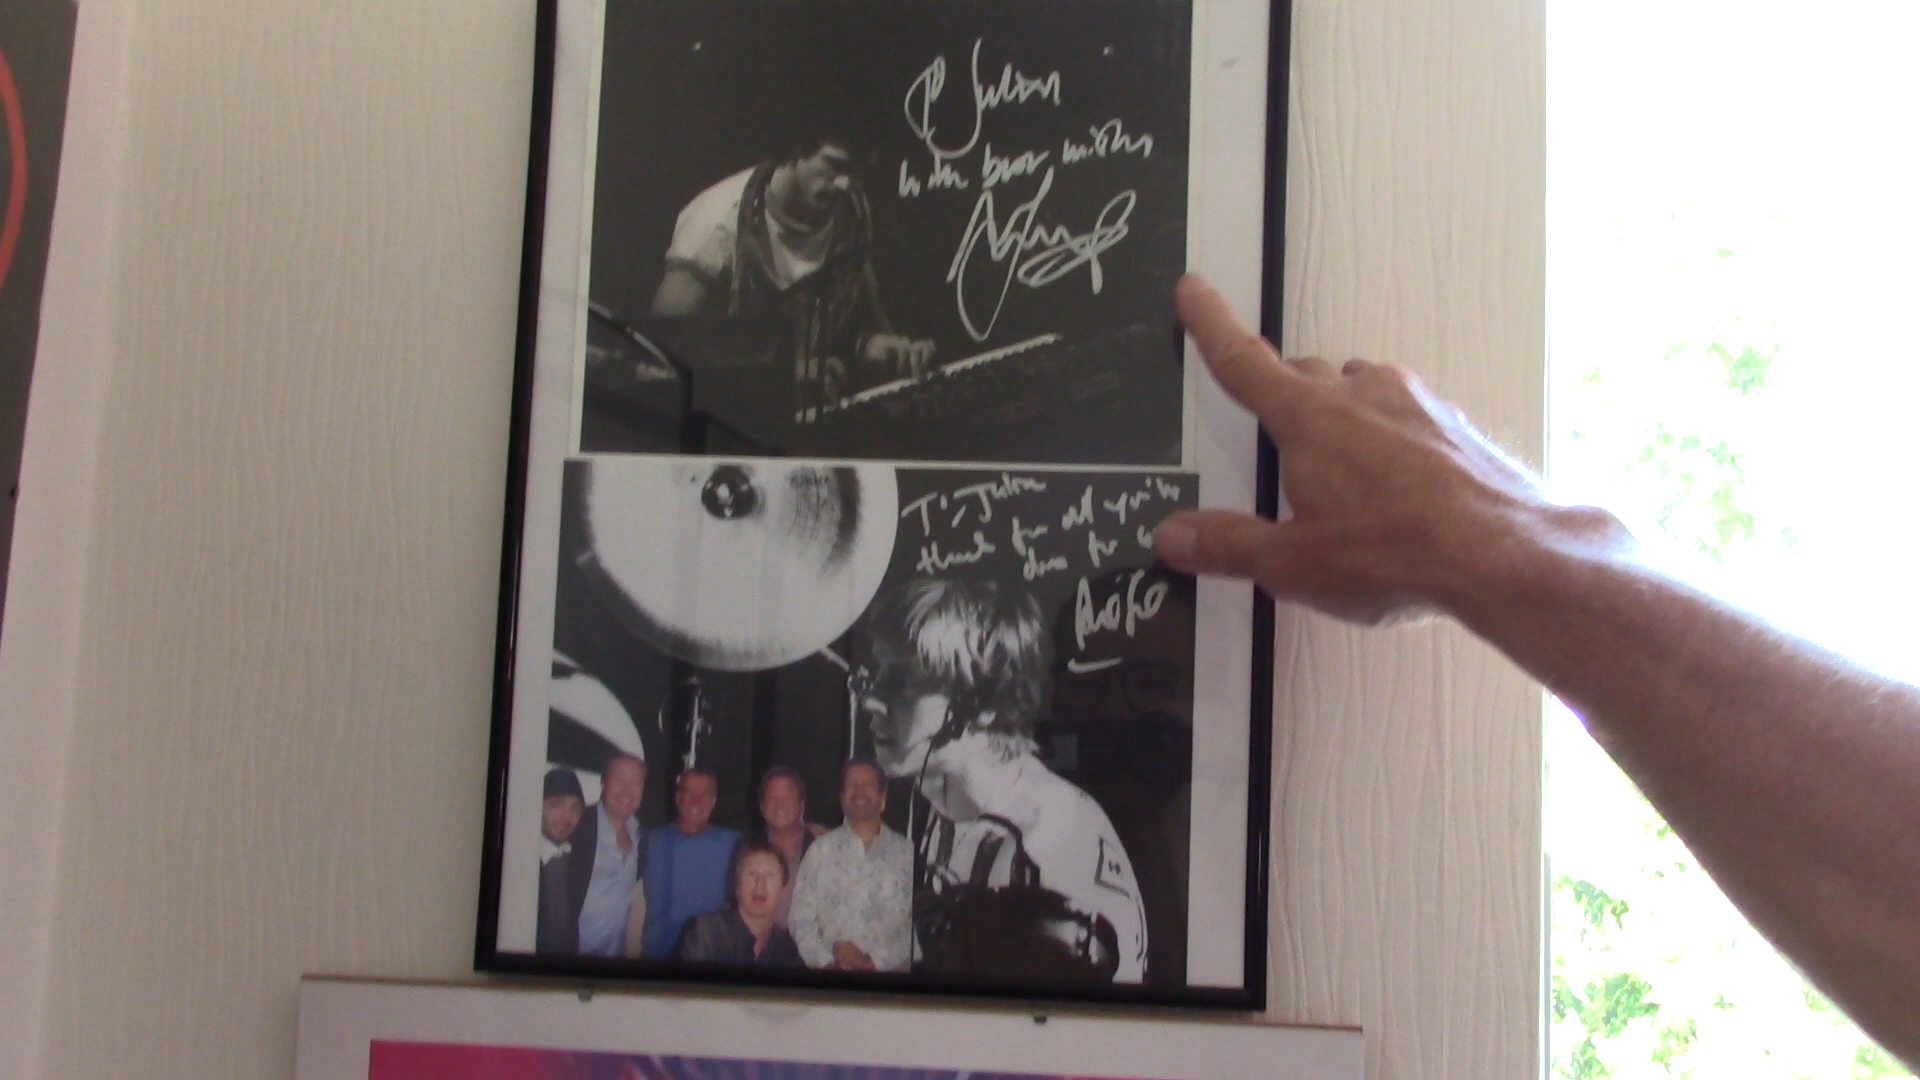 To Julian
with best wishes
To Julian
thanks for all you've
done for